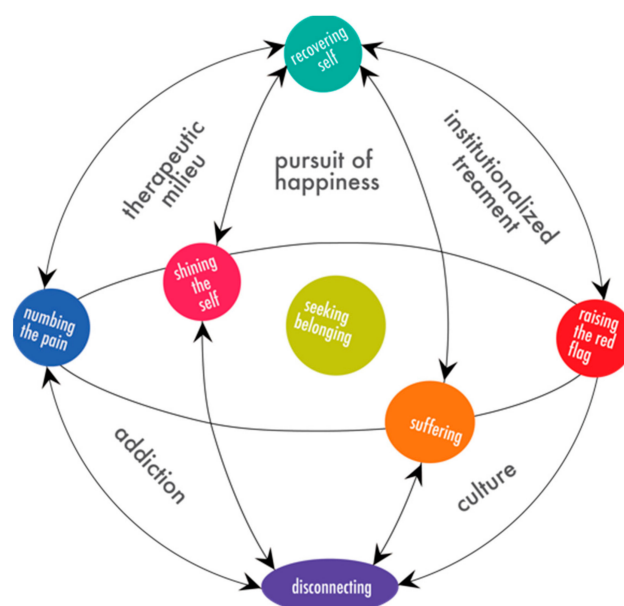 recovering
self
therapeutic
milieu
pursuit of
happiness
institutionalized
treament
shining
the
self
numbing
the pain
seeking
belonging
raising
the red
flag
suffering
addiction
culture
disconnecting